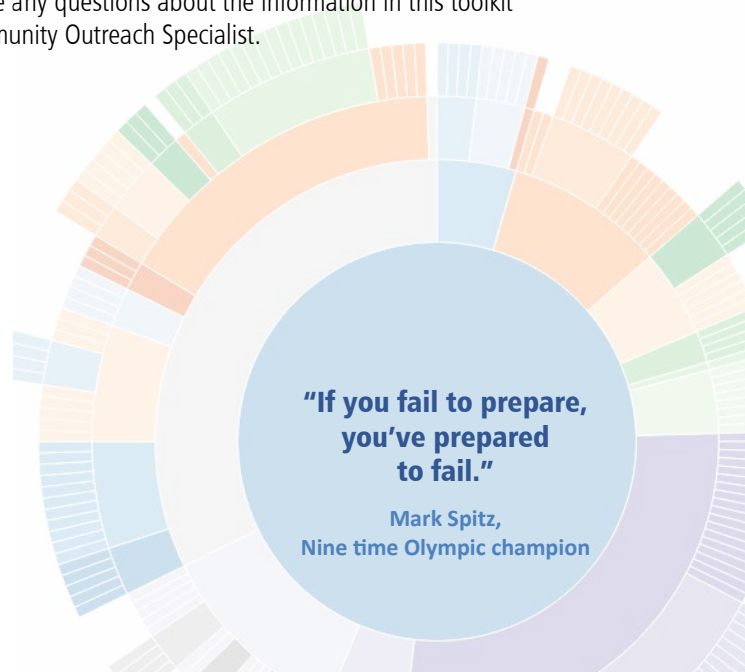 any questions about the information in this toolkit
munity Outreach Specialist.
“If you fail to prepare,
you’ve prepared
to fail.”
Mark Spitz,
Nine time Olympic champion